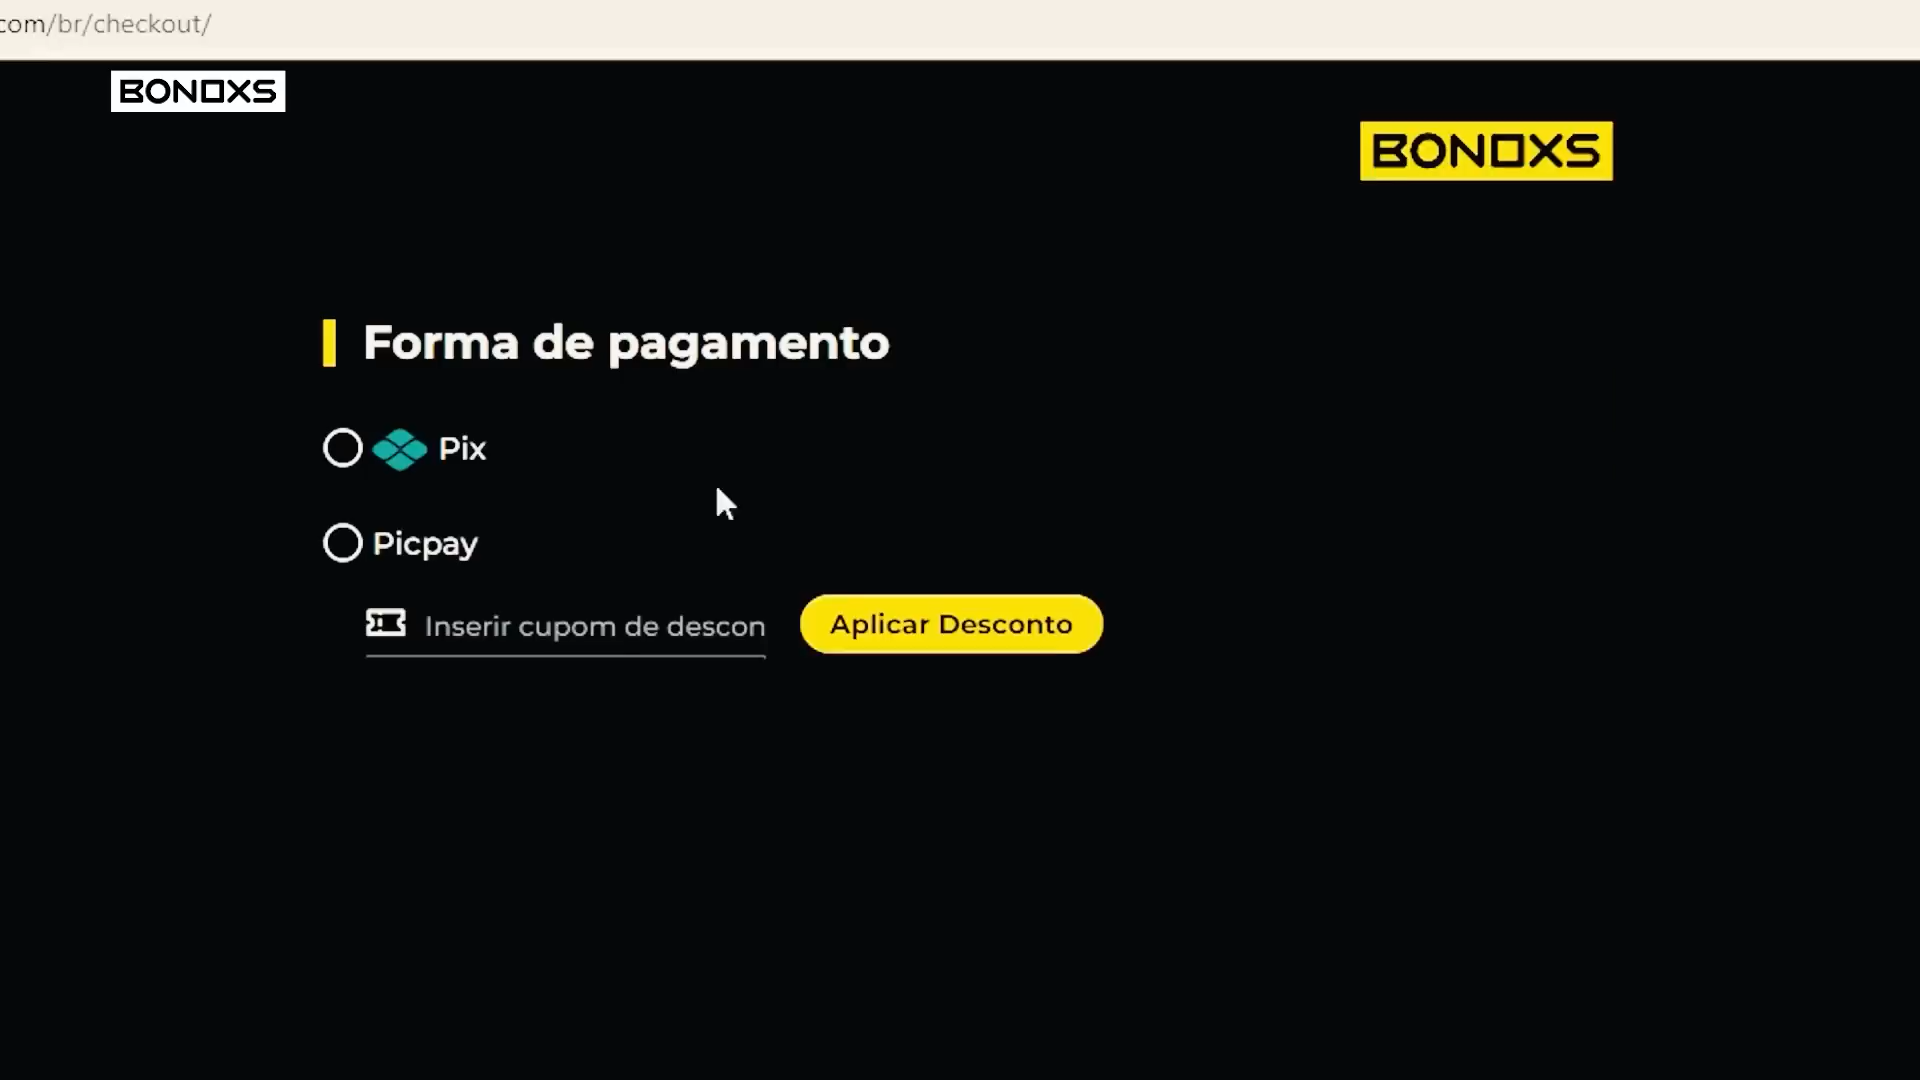 com/br/checkout/
BONOXS
BONOXS
Forma de pagamento
Pix
Picpay
Inserir cupom de descon
Aplicar Desconto